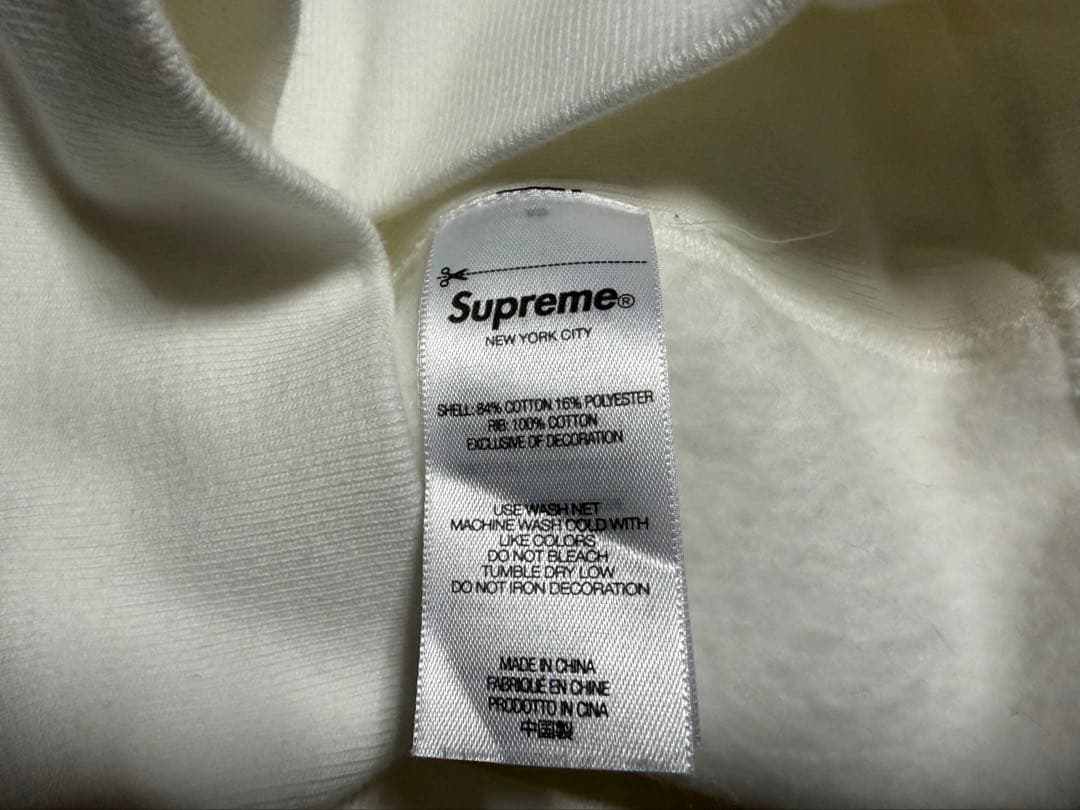 Supreme®
NEW YORK CITY
SHELL: 84% COTTON 16% POLYESTER
RIB: 100% COTTON
EXCLUSIVE OF DECORATION
USE WASH NET
MACHINE WASH COLD WITH
LIKE COLORS
DO NOT BLEACH
TUMBLE DRY LOW
DO NOT IRON DECORATION
MADE IN CHINA
FABRIQUE EN CHINE
PRODOTTO IN CINA
中国製